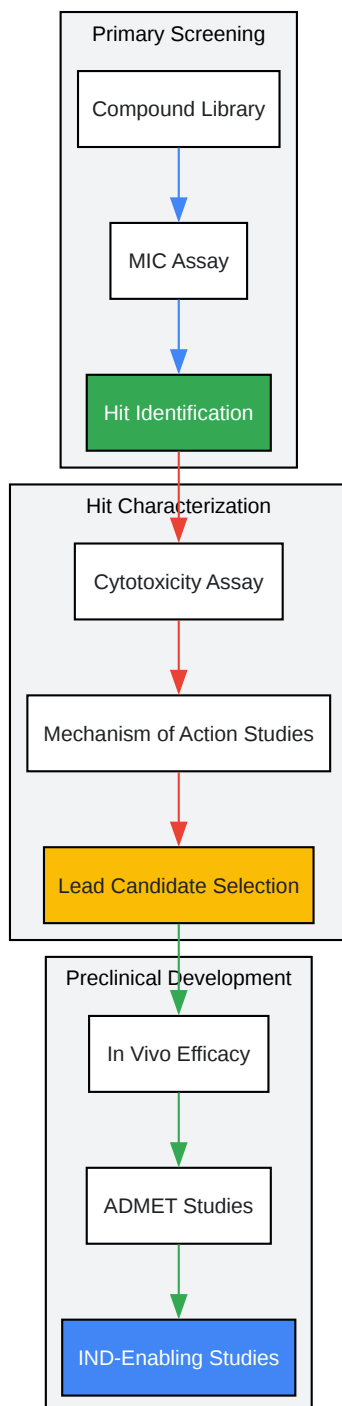 Primary Screening
Compound Library
MIC Assay
Hit Identification
Hit Characterization
Cytotoxicity Assay
Mechanism of Action Studies
Lead Candidate Selection
Preclinical Development
In Vivo Efficacy
ADMET Studies
IND-Enabling Studies